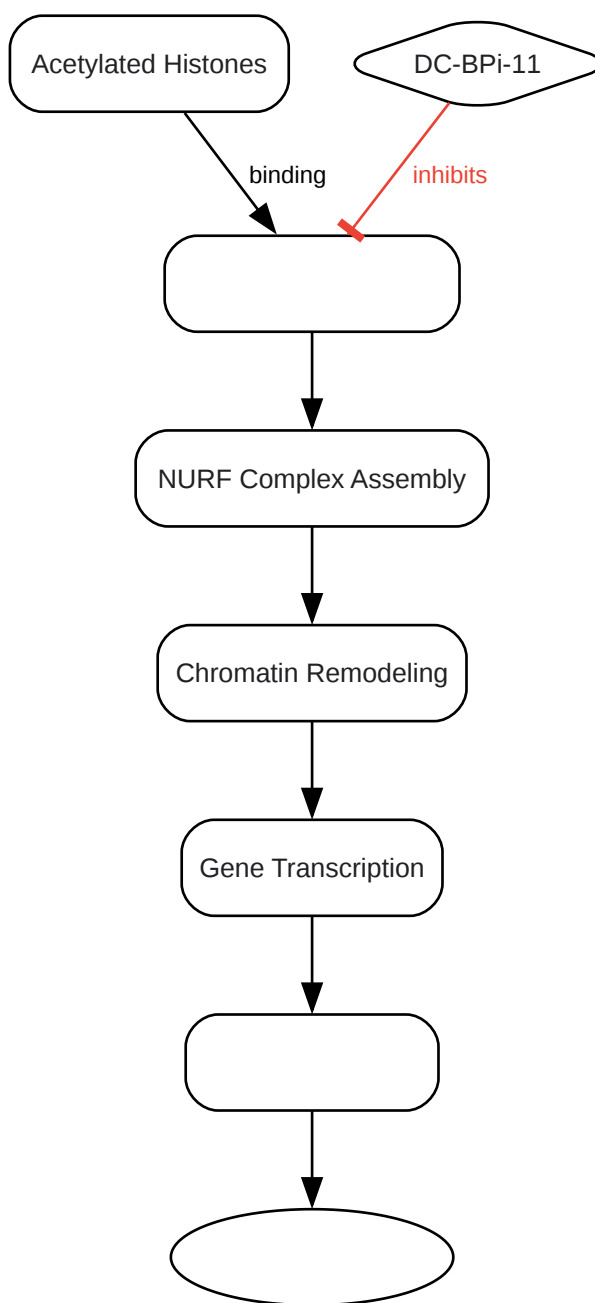 Acetylated Histones
DC-BPi-11
binding
inhibits
NURF Complex Assembly
Chromatin Remodeling
Gene Transcription